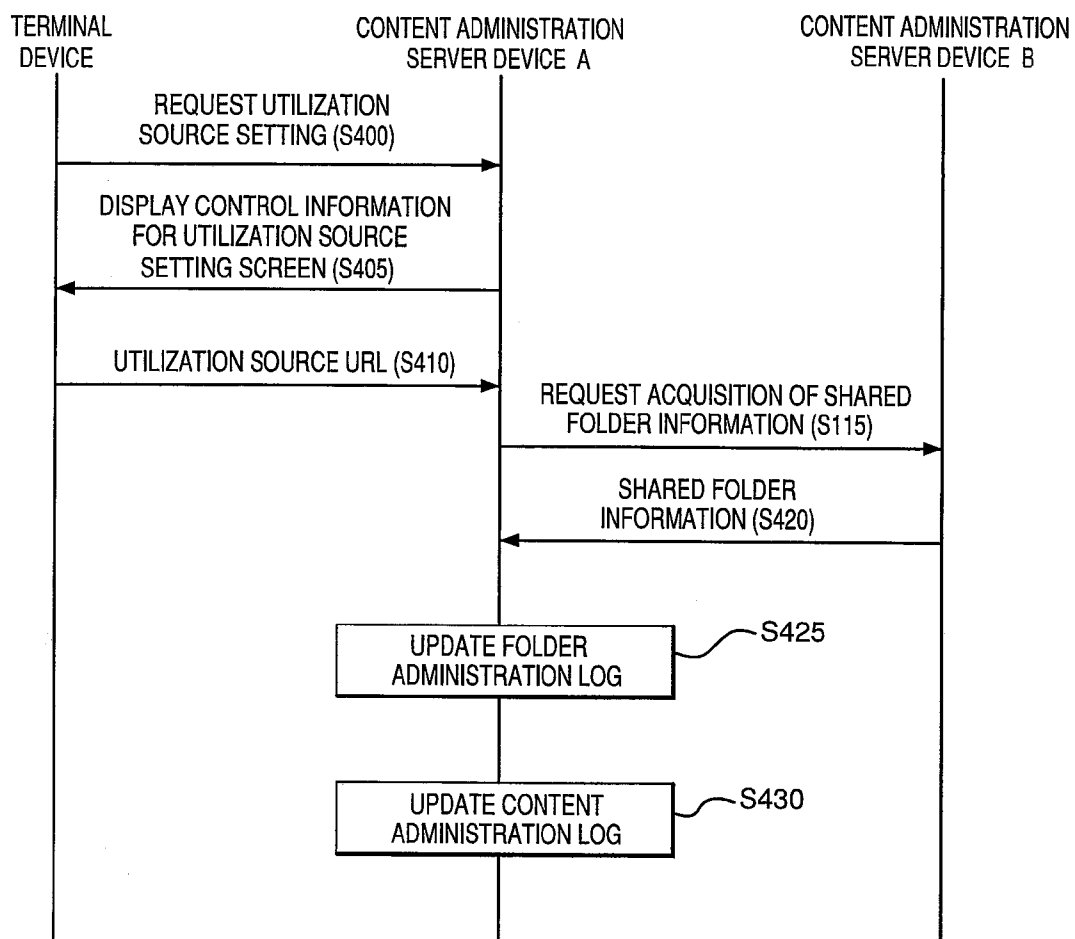 TERMINAL
DEVICE
CONTENT ADMINISTRATION
SERVER DEVICE A
CONTENT ADMINISTRATION
SERVER DEVICE B
REQUEST UTILIZATION
SOURCE SETTING (S400)
DISPLAY CONTROL INFORMATION
FOR UTILIZATION SOURCE
SETTING SCREEN (S405)
UTILIZATION SOURCE URL (S410)
REQUEST ACQUISITION OF SHARED
FOLDER INFORMATION (S115)
SHARED FOLDER
INFORMATION (S420)
UPDATE FOLDER
ADMINISTRATION LOG
S425
UPDATE CONTENT
ADMINISTRATION LOG
S430